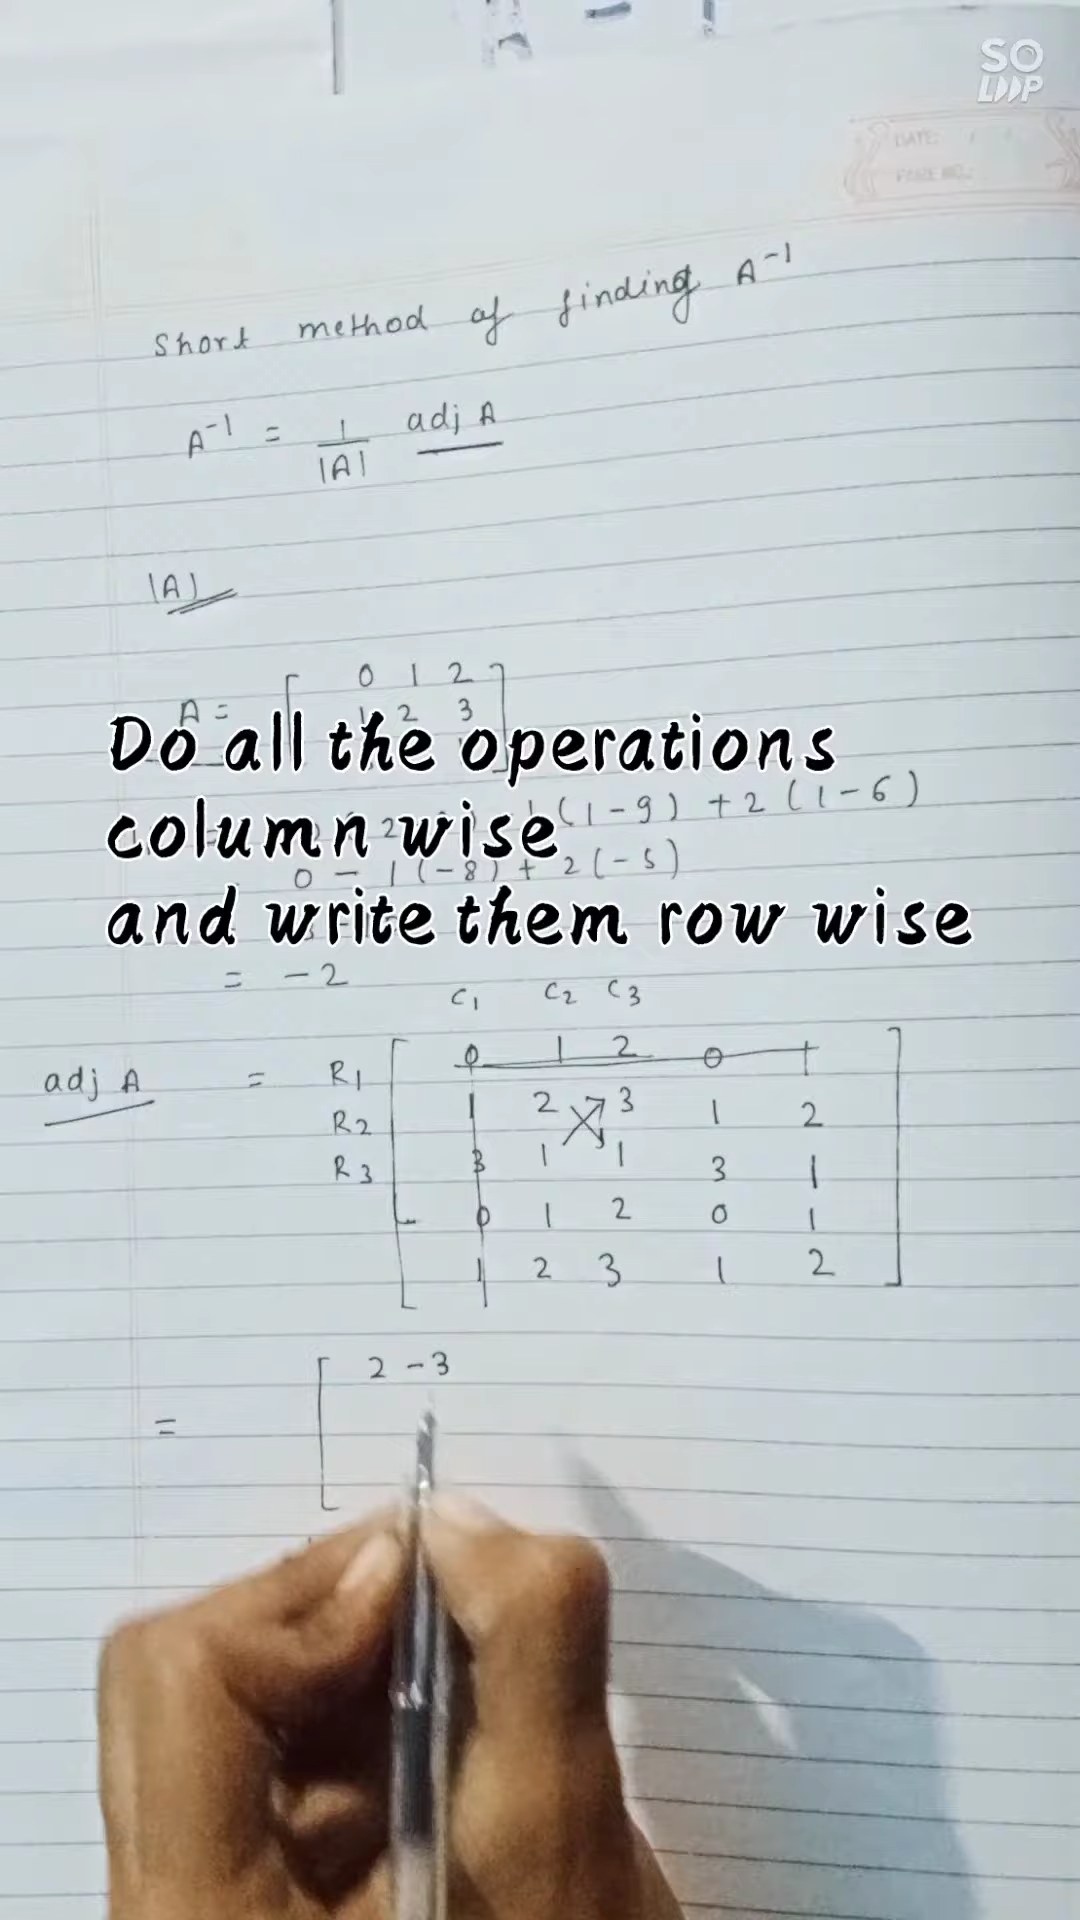 SO
LOOP
DATE:
PAGE NO.:
Short method of finding A⁻¹
A⁻¹ = 1/|A| adj A
|A|
A = [ 0 1 2
2 3
Do all the operations
column wise
and write them row wise
1 (1-9) + 2 (1-6)
0 - 1 (-8) + 2 (-5)
= -2
C1 C2 C3
adj A = R1 0 1 2 0 1
R2 1 2 3 1 2
R3 3 1 1 3 1
0 1 2 0 1
1 2 3 1 2
= [ 2 -3